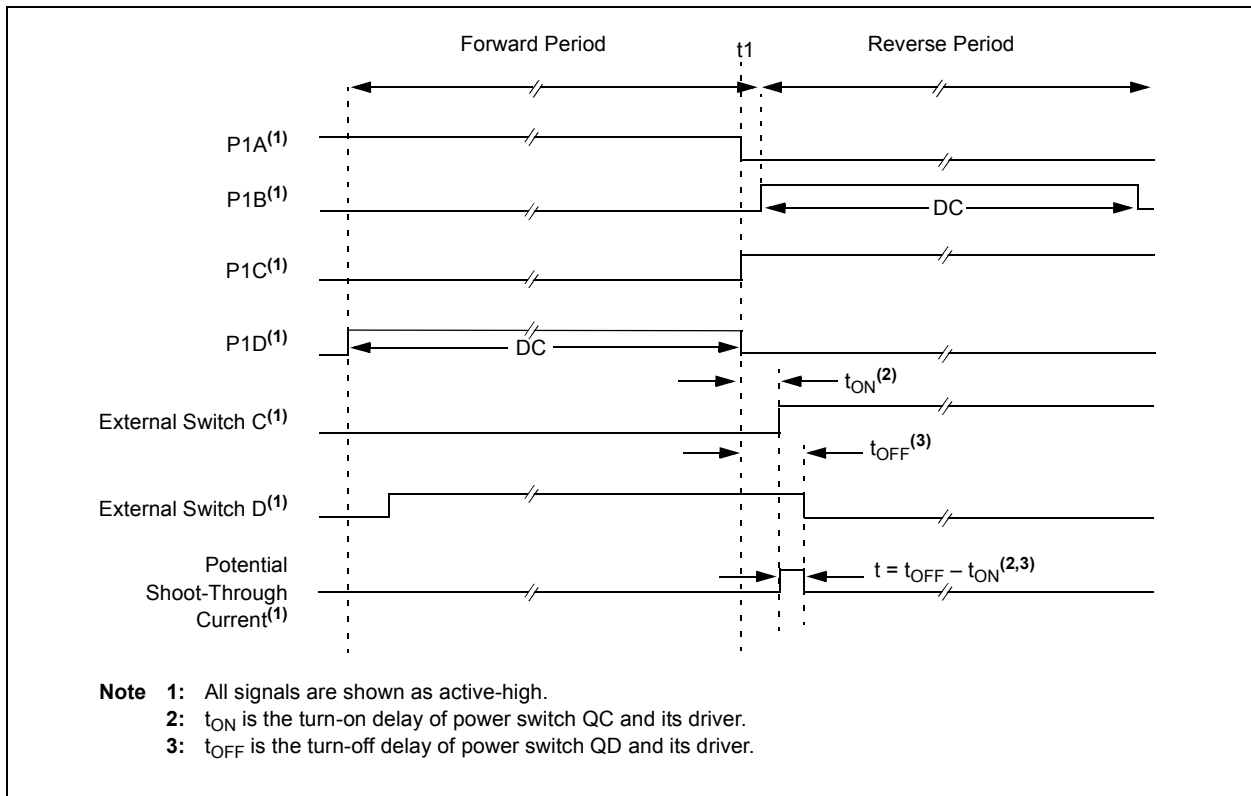 Forward Period
t1
Reverse Period
P1A(1)
P1B(1)
DC
P1C(1)
P1D(1)
DC
tON(2)
External Switch C(1)
tOFF(3)
External Switch D(1)
Potential
Shoot-Through
Current(1)
t = tOFF – tON(2,3)
Note 1: All signals are shown as active-high.
2: tON is the turn-on delay of power switch QC and its driver.
3: tOFF is the turn-off delay of power switch QD and its driver.